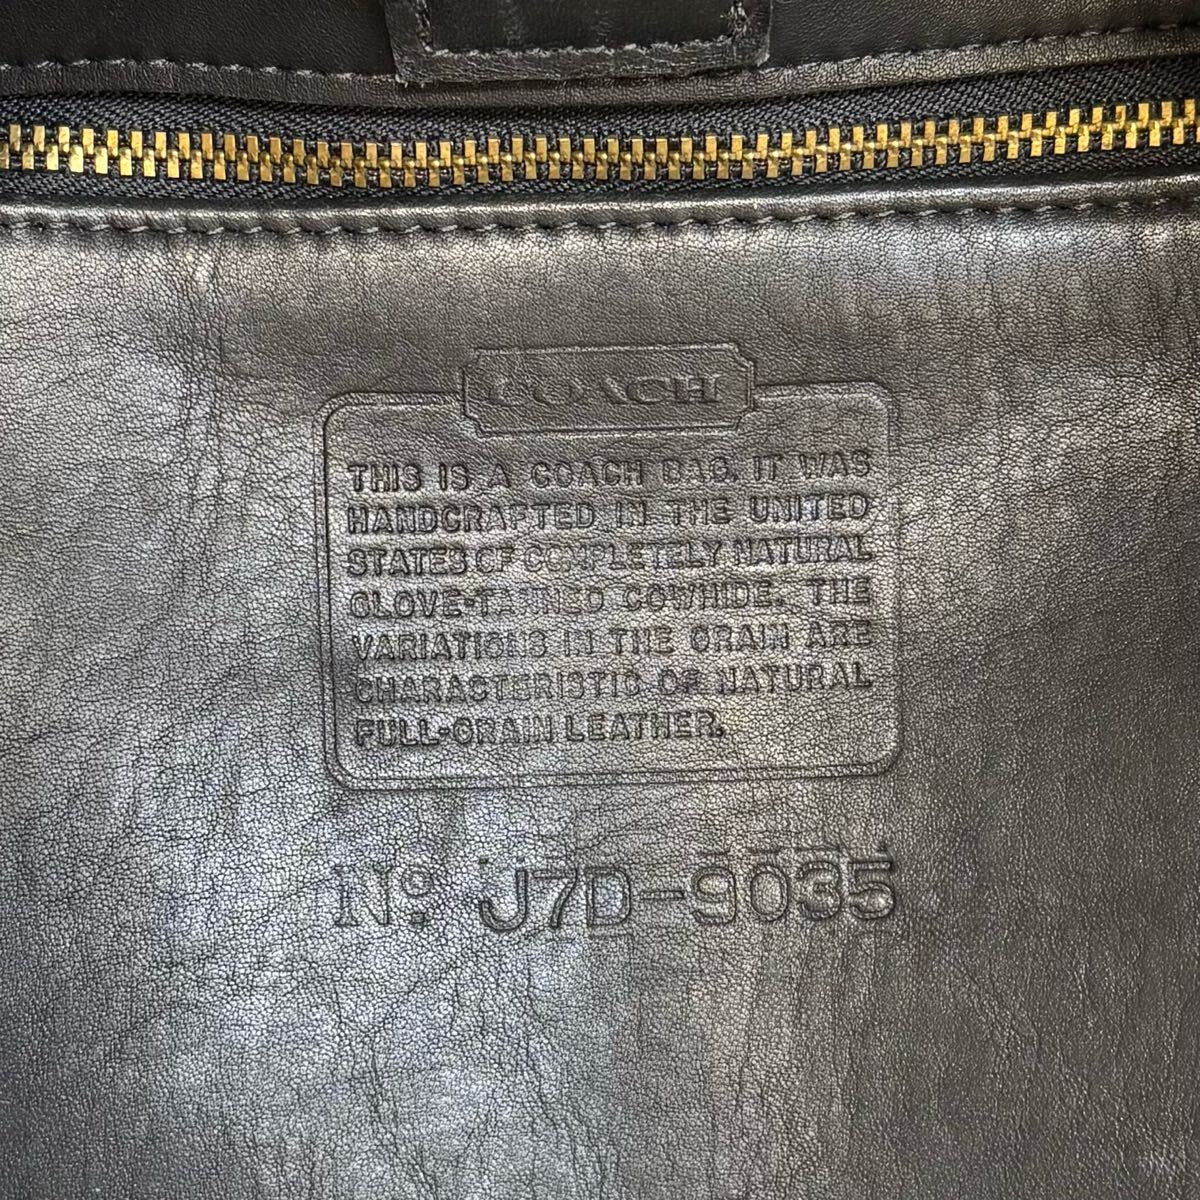 COACH
THIS IS A COACH BAG. IT WAS
HANDCRAFTED IN THE UNITED
STATES OF COMPLETELY NATURAL
GLOVE-TANNED COWHIDE. THE
VARIATIONS IN THE GRAIN ARE
CHARACTERISTIC OF NATURAL
FULL-GRAIN LEATHER.
Nº J7D-9035